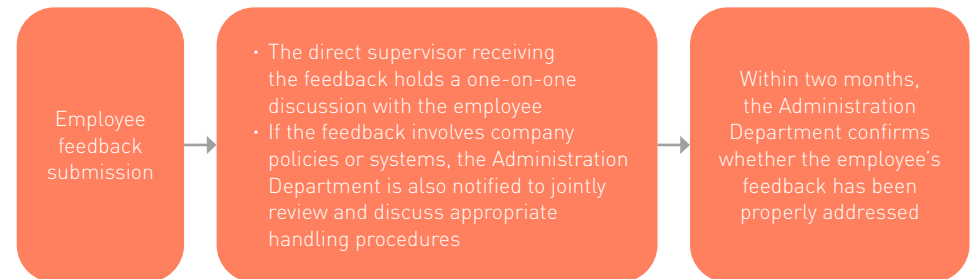 Employee
feedback
submission
・The direct supervisor receiving
the feedback holds a one-on-one
discussion with the employee
・If the feedback involves company
policies or systems, the Administration
Department is also notified to jointly
review and discuss appropriate
handling procedures
Within two months,
the Administration
Department confirms
whether the employee’s
feedback has been
properly addressed